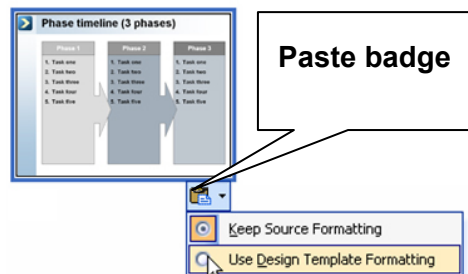 Phase timeline (3 phases)
Phase 1
Phase 2
Phase 3
1. Task one
2. Task two
3. Task three
4. Task four
5. Task five
1. Task one
2. Task two
3. Task three
4. Task four
5. Task five
1. Task one
2. Task two
3. Task three
4. Task four
5. Task five
Paste badge
Keep Source Formatting
Use Design Template Formatting